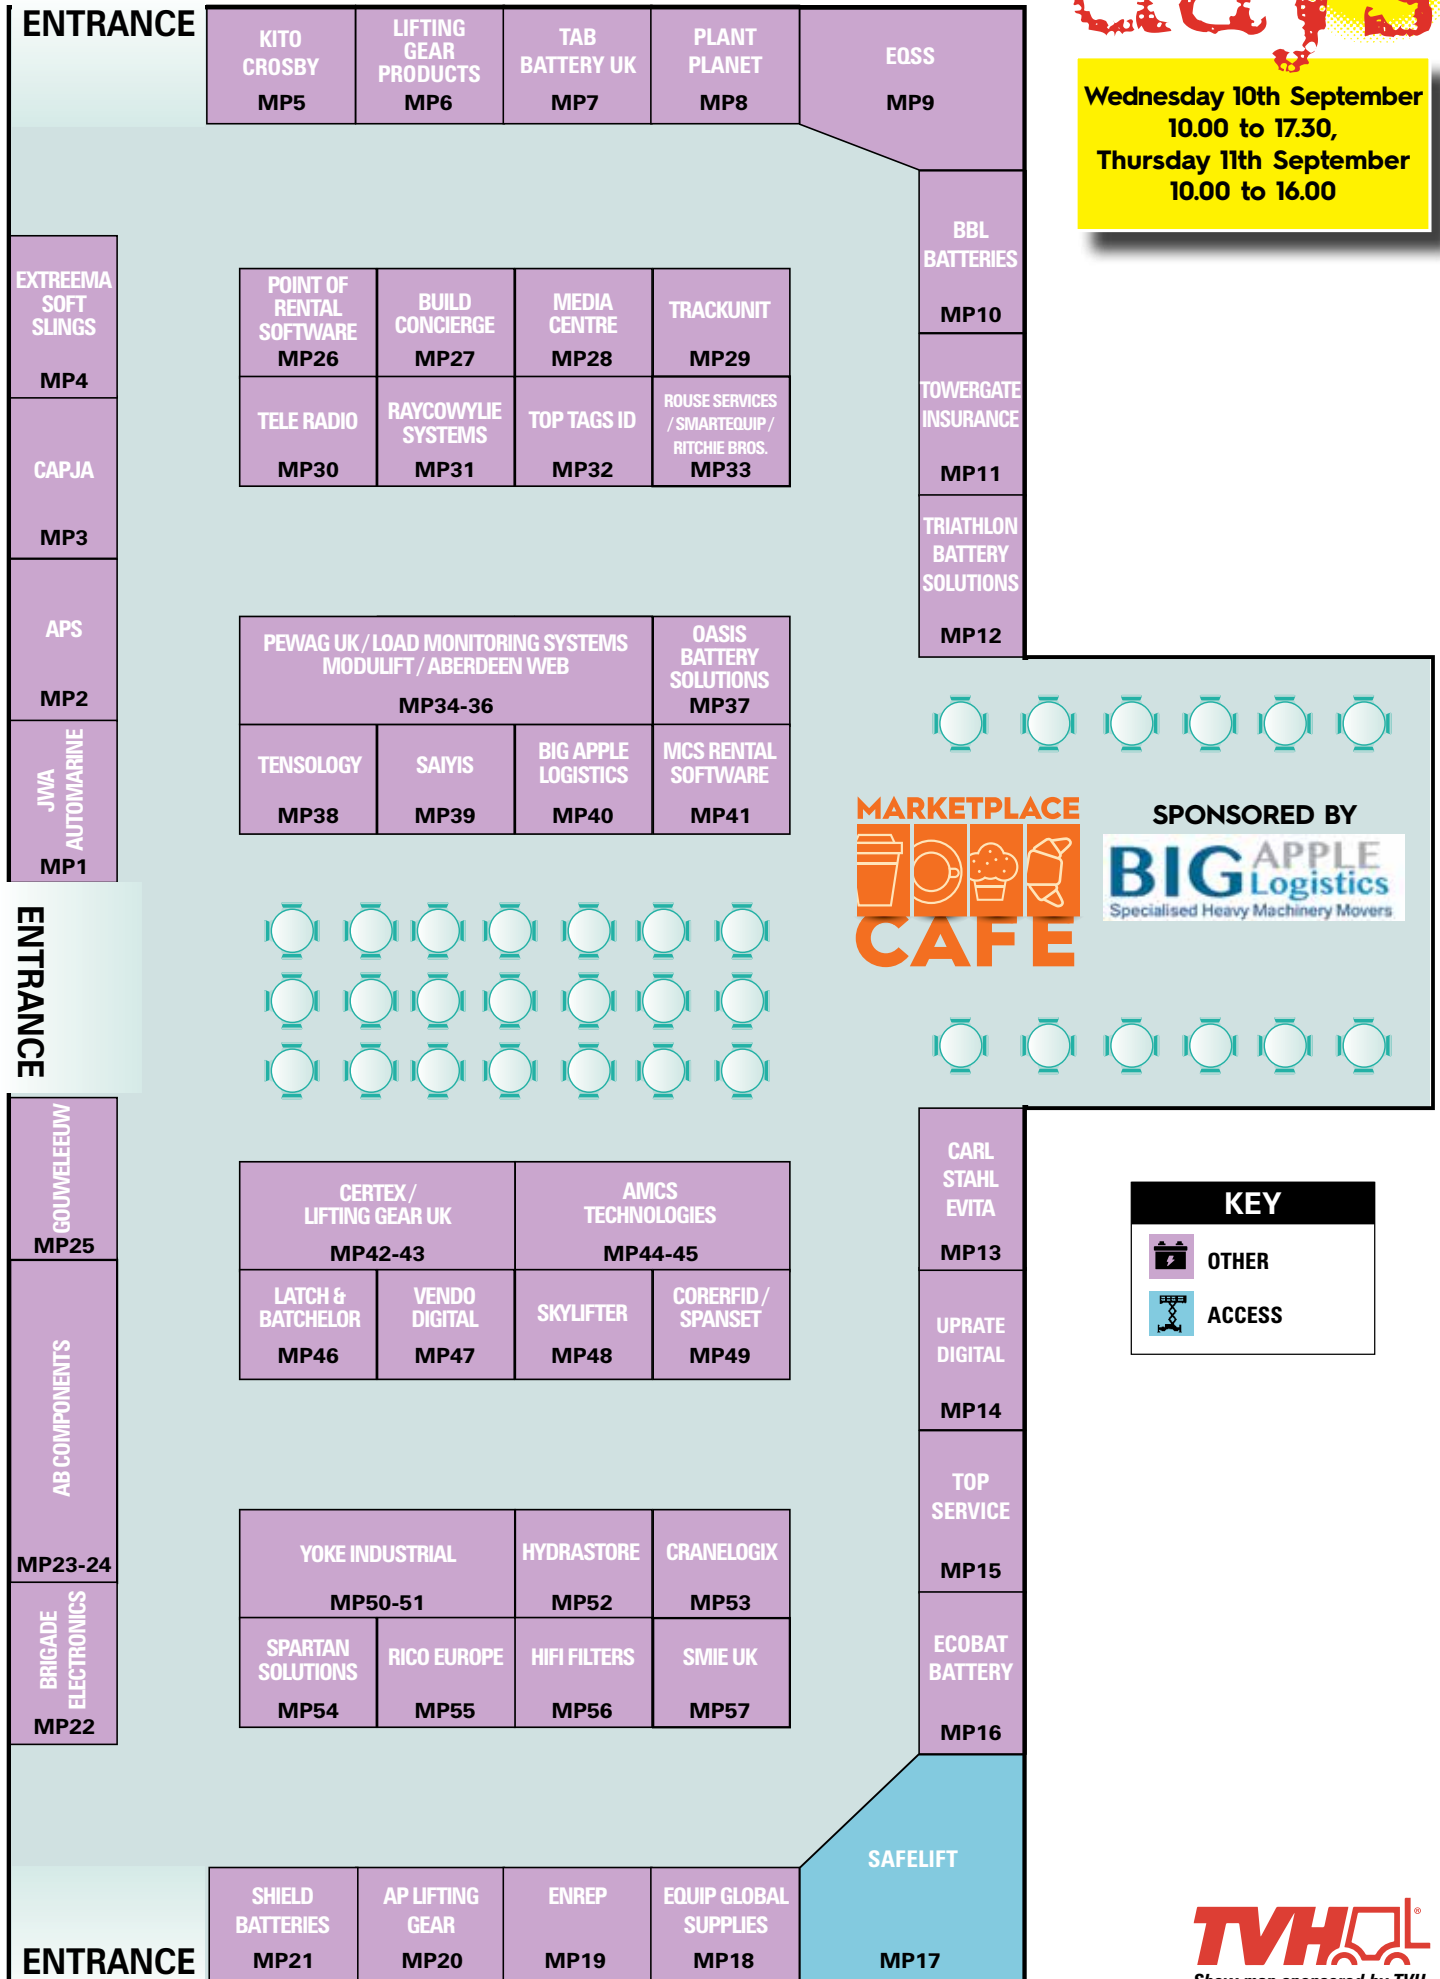 days
Wednesday 10th September
10.00 to 17.30,
Thursday 11th September
10.00 to 16.00
ENTRANCE
KITO
CROSBY
MP5
LIFTING
GEAR
PRODUCTS
MP6
TAB
BATTERY UK
MP7
PLANT
PLANET
MP8
EQSS
MP9
BBL
BATTERIES
MP10
TOWERGATE
INSURANCE
MP11
TRIATHLON
BATTERY
SOLUTIONS
MP12
EXTREEMA
SOFT
SLINGS
MP4
CAPJA
MP3
APS
MP2
JWA
AUTOMARINE
MP1
POINT OF
RENTAL
SOFTWARE
MP26
BUILD
CONCIERGE
MP27
MEDIA
CENTRE
MP28
TRACKUNIT
MP29
TELE RADIO
MP30
RAYCOWYLIE
SYSTEMS
MP31
TOP TAGS ID
MP32
ROUSE SERVICES
/ SMARTEQUIP /
RITCHIE BROS.
MP33
PEWAG UK / LOAD MONITORING SYSTEMS
MODULIFT / ABERDEEN WEB
MP34-36
OASIS
BATTERY
SOLUTIONS
MP37
TENSOLOGY
MP38
SAIYIS
MP39
BIG APPLE
LOGISTICS
MP40
MCS RENTAL
SOFTWARE
MP41
MARKETPLACE
CAFE
SPONSORED BY
BIG APPLE
Logistics
Specialised Heavy Machinery Movers
ENTRANCE
GOUWELEEUW
MP25
AB COMPONENTS
MP23-24
BRIGADE
ELECTRONICS
MP22
CERTEX /
LIFTING GEAR UK
MP42-43
AMCS
TECHNOLOGIES
MP44-45
LATCH &
BATCHELOR
MP46
VENDO
DIGITAL
MP47
SKYLIFTER
MP48
CORERFID /
SPANSET
MP49
YOKE INDUSTRIAL
MP50-51
HYDRASTORE
MP52
CRANELOGIX
MP53
SPARTAN
SOLUTIONS
MP54
RICO EUROPE
MP55
HIFI FILTERS
MP56
SMIE UK
MP57
CARL
STAHL
EVITA
MP13
UPRATE
DIGITAL
MP14
TOP
SERVICE
MP15
ECOBAT
BATTERY
MP16
KEY
OTHER
ACCESS
SAFELIFT
MP17
ENTRANCE
SHIELD
BATTERIES
MP21
AP LIFTING
GEAR
MP20
ENREP
MP19
EQUIP GLOBAL
SUPPLIES
MP18
TVH®
Show map sponsored by TVH